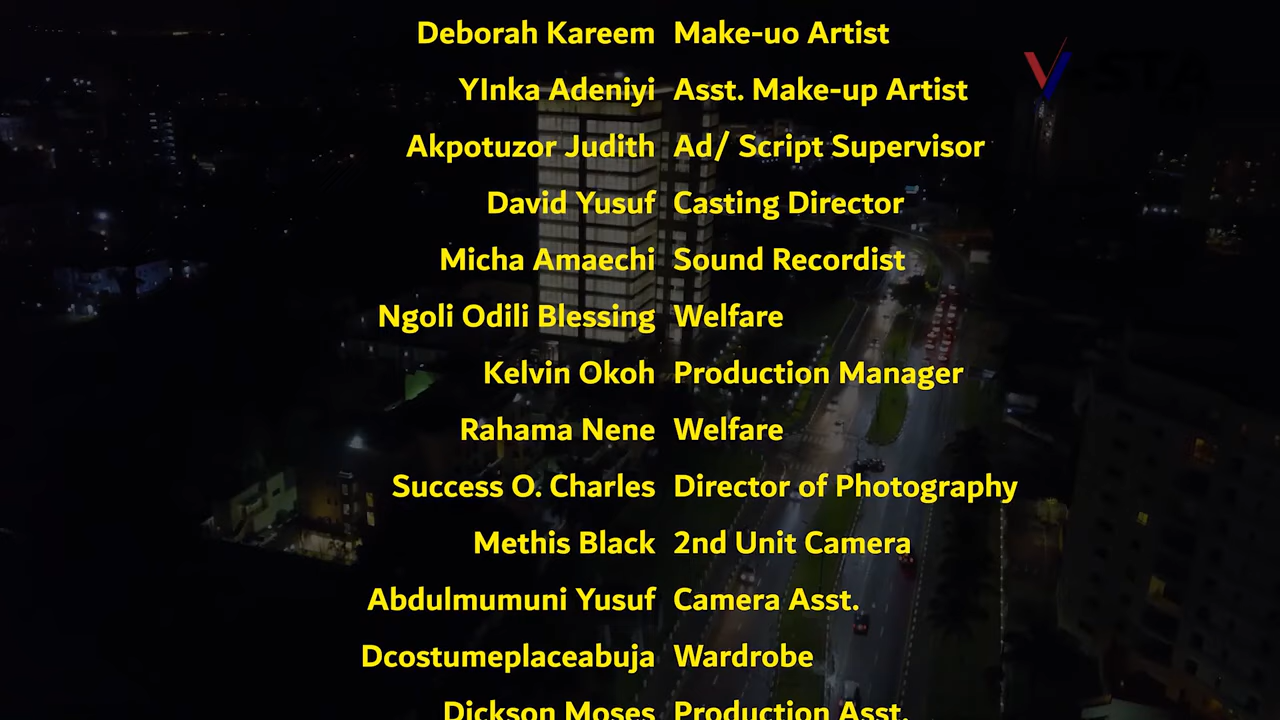 Deborah Kareem Make-uo Artist
YInka Adeniyi Asst. Make-up Artist
Akpotuzor Judith Ad/ Script Supervisor
David Yusuf Casting Director
Micha Amaechi Sound Recordist
Ngoli Odili Blessing Welfare
Kelvin Okoh Production Manager
Rahama Nene Welfare
Success O. Charles Director of Photography
Methis Black 2nd Unit Camera
Abdulmumuni Yusuf Camera Asst.
Dcostumeplaceabuja Wardrobe
Dickson Moses Production Asst.